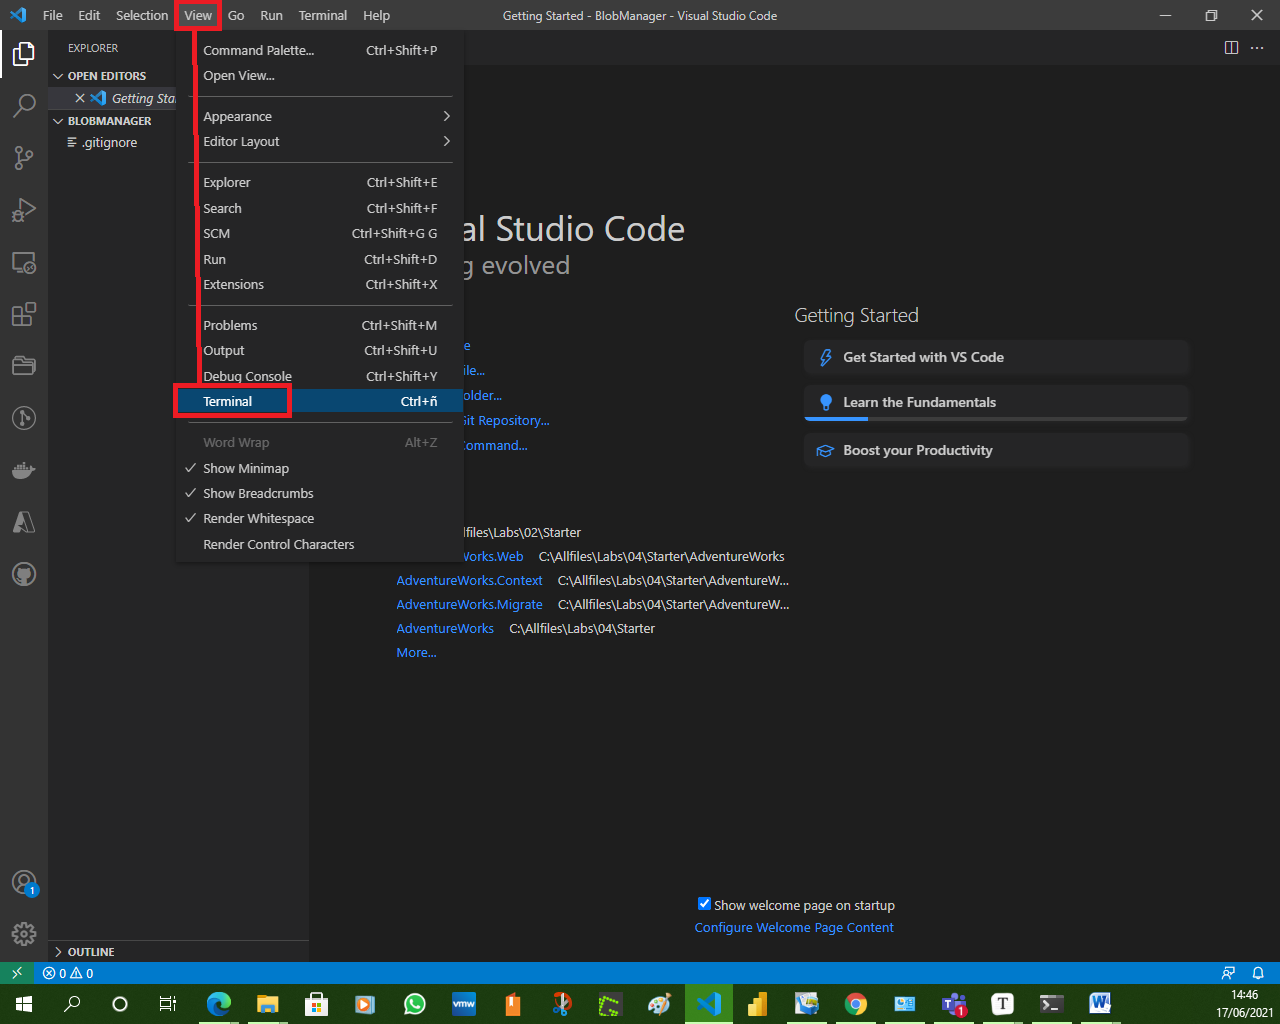 File Edit Selection View Go Run Terminal Help
Getting Started - BlobManager - Visual Studio Code
EXPLORER
OPEN EDITORS
Getting Sta
BLOBMANAGER
.gitignore
Command Palette... Ctrl+Shift+P
Open View...
Appearance
Editor Layout
Explorer Ctrl+Shift+E
Search Ctrl+Shift+F
SCM Ctrl+Shift+G G
Run Ctrl+Shift+D
Extensions Ctrl+Shift+X
Problems Ctrl+Shift+M
Output Ctrl+Shift+U
Debug Console Ctrl+Shift+Y
Terminal Ctrl+ñ
Word Wrap Alt+Z
Show Minimap
Show Breadcrumbs
Render Whitespace
Render Control Characters
al Studio Code
g evolved
e
ile...
older...
Git Repository...
ommand...
lfiles\Labs\02\Starter
Works.Web C:\Allfiles\Labs\04\Starter\AdventureWorks
AdventureWorks.Context C:\Allfiles\Labs\04\Starter\AdventureW...
AdventureWorks.Migrate C:\Allfiles\Labs\04\Starter\AdventureW...
AdventureWorks C:\Allfiles\Labs\04\Starter
More...
Getting Started
Get Started with VS Code
Learn the Fundamentals
Boost your Productivity
Show welcome page on startup
Configure Welcome Page Content
1
OUTLINE
0 0
vmw
T
1
W
14:46
17/06/2021